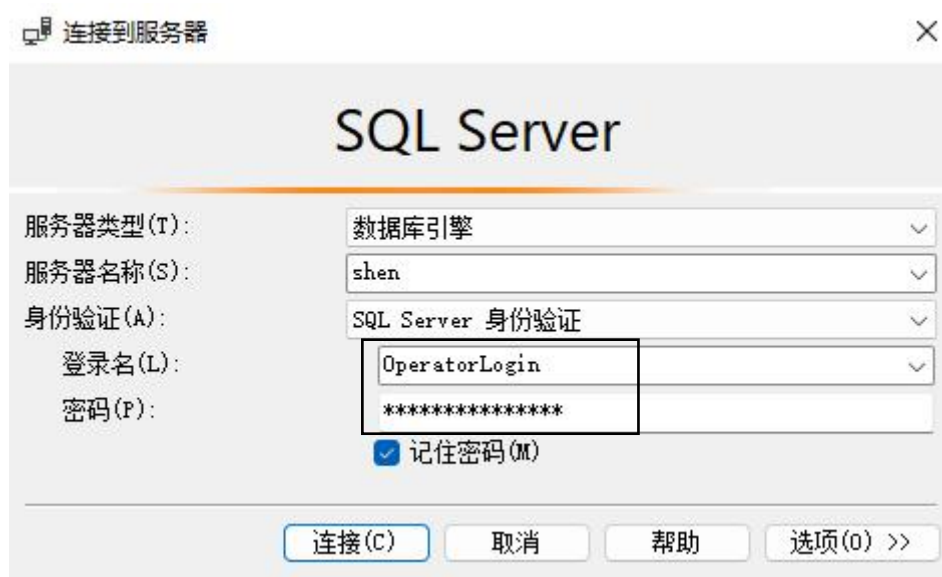 连接到服务器
SQL Server
服务器类型(T): 数据库引擎
服务器名称(S): shen
身份验证(A): SQL Server 身份验证
登录名(L): OperatorLogin
密码(P): ***************
记住密码(M)
连接(C) 取消 帮助 选项(O) >>